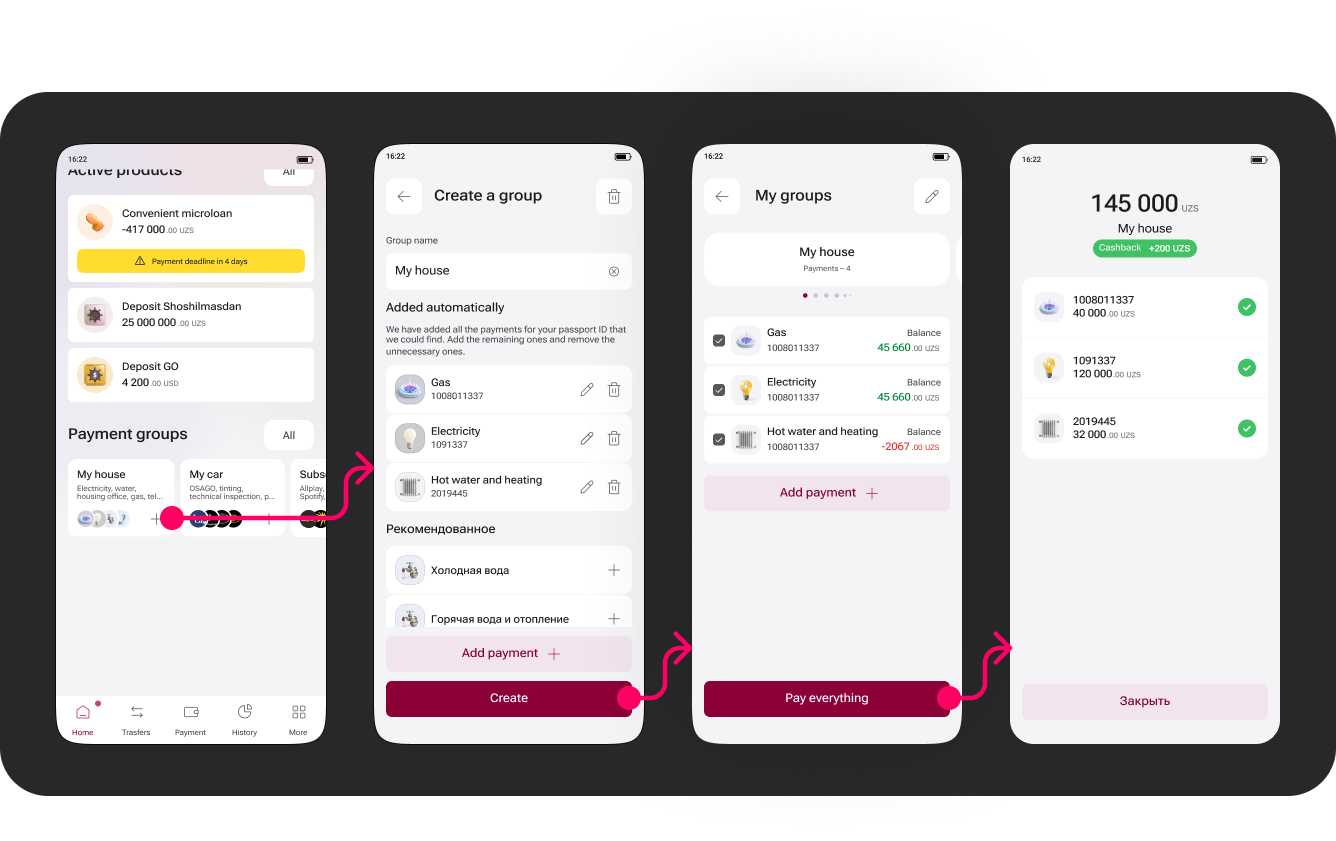 16:22
Active products
All
Convenient microloan
-417 000.00 UZS
Payment deadline in 4 days
Deposit Shoshilmasdan
25 000 000.00 UZS
Deposit GO
4 200.00 USD
Payment groups
All
My house
Electricity, water,
housing office, gas, tel...
My car
OSAGO, tinting,
technical inspection, p...
Subs
Allplay,
Spotify,
Home
Trasfers
Payment
History
More
16:22
Create a group
Group name
My house
Added automatically
We have added all the payments for your passport ID that
we could find. Add the remaining ones and remove the
unnecessary ones.
Gas
1008011337
Electricity
1091337
Hot water and heating
2019445
Рекомендованное
Холодная вода
Горячая вода и отопление
Add payment
Create
16:22
My groups
My house
Payments – 4
Gas
Balance
1008011337
45 660.00 UZS
Electricity
Balance
1008011337
45 660.00 UZS
Hot water and heating
Balance
1008011337
-2067.00 UZS
Add payment
Pay everything
16:22
145 000 UZS
My house
Cashback +200 UZS
1008011337
40 000.00 UZS
1091337
120 000.00 UZS
2019445
32 000.00 UZS
Закрыть